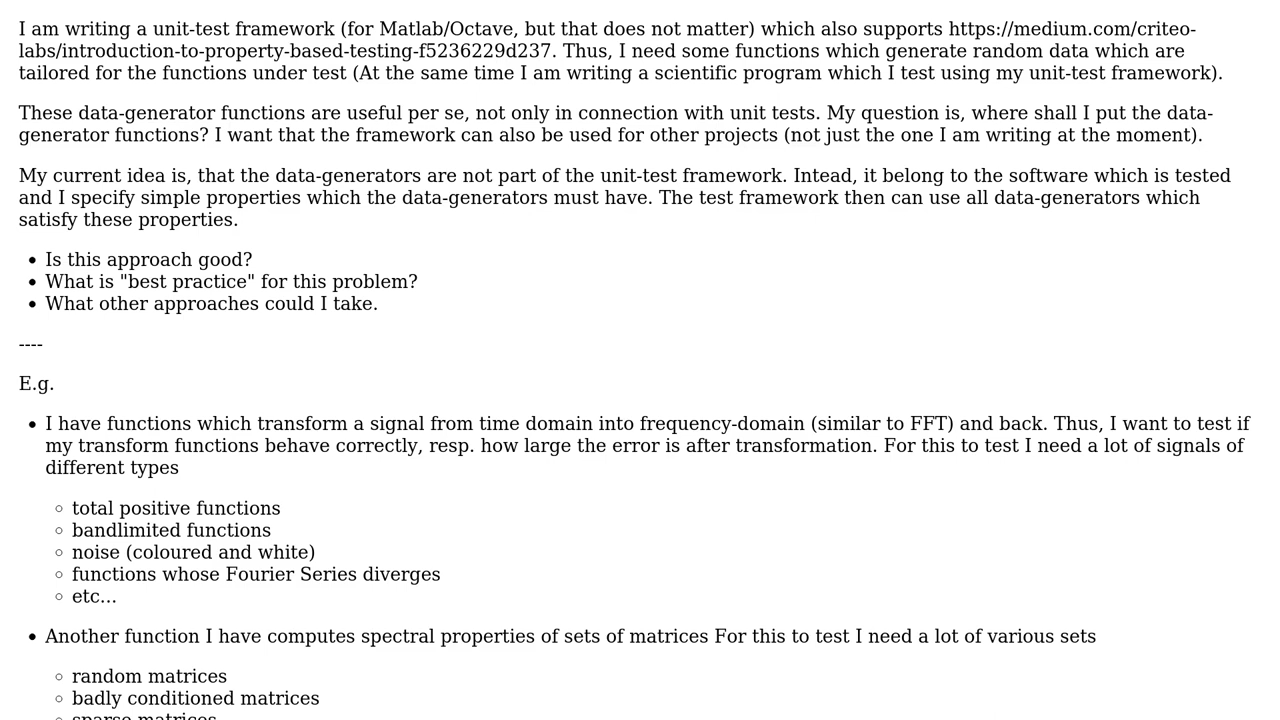 I am writing a unit-test framework (for Matlab/Octave, but that does not matter) which also supports https://medium.com/criteo-
labs/introduction-to-property-based-testing-f5236229d237. Thus, I need some functions which generate random data which are
tailored for the functions under test (At the same time I am writing a scientific program which I test using my unit-test framework).
These data-generator functions are useful per se, not only in connection with unit tests. My question is, where shall I put the data-
generator functions? I want that the framework can also be used for other projects (not just the one I am writing at the moment).
My current idea is, that the data-generators are not part of the unit-test framework. Intead, it belong to the software which is tested
and I specify simple properties which the data-generators must have. The test framework then can use all data-generators which
satisfy these properties.
• Is this approach good?
• What is "best practice" for this problem?
• What other approaches could I take.
----
E.g.
• I have functions which transform a signal from time domain into frequency-domain (similar to FFT) and back. Thus, I want to test if
my transform functions behave correctly, resp. how large the error is after transformation. For this to test I need a lot of signals of
different types
◦ total positive functions
◦ bandlimited functions
◦ noise (coloured and white)
◦ functions whose Fourier Series diverges
◦ etc...
• Another function I have computes spectral properties of sets of matrices For this to test I need a lot of various sets
◦ random matrices
◦ badly conditioned matrices
◦ sparse matrices